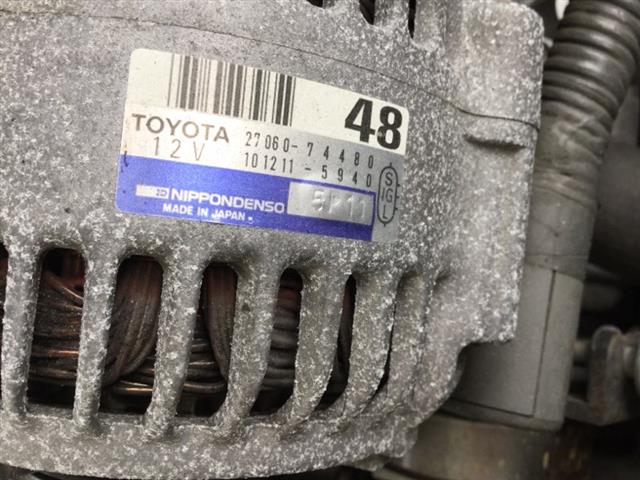 48
TOYOTA 27060-74480
12V 101211-5940
NIPPONDENSO
MADE IN JAPAN.
S
IG
L